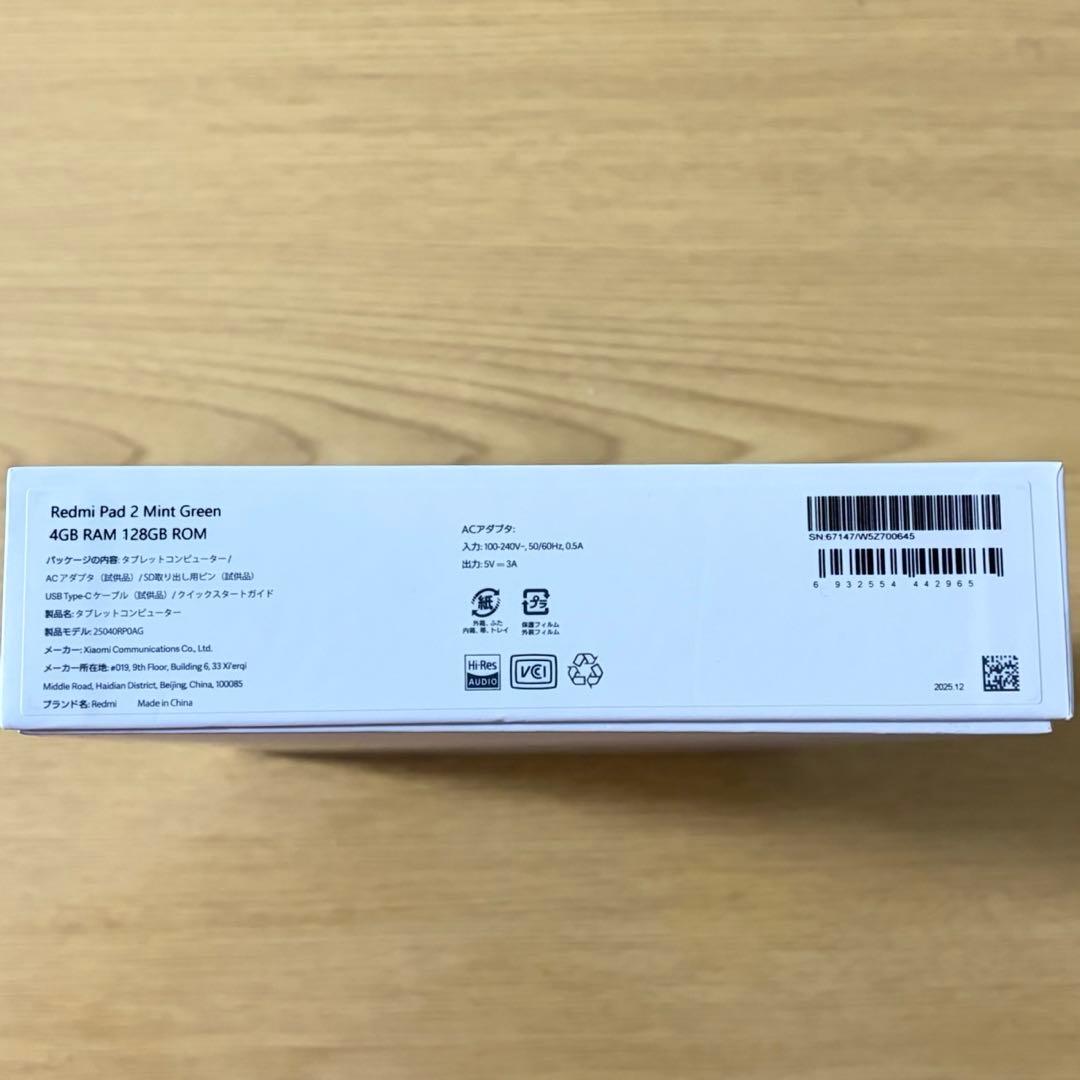 Redmi Pad 2 Mint Green
4GB RAM 128GB ROM
パッケージの内容: タブレットコンピューター /
AC アダプタ（試供品）/ SD取り出し用ピン（試供品）
USB Type-C ケーブル（試供品）/ クイックスタートガイド
製品名: タブレットコンピューター
製品モデル: 25040RP0AG
メーカー: Xiaomi Communications Co., Ltd.
メーカー所在地: #019, 9th Floor, Building 6, 33 Xi'erqi
Middle Road, Haidian District, Beijing, China, 100085
ブランド名: Redmi Made in China
ACアダプタ:
入力: 100-240V~, 50/60Hz, 0.5A
出力: 5V⎓3A
紙
外箱、ふた
内箱、帯、トレイ
プラ
保護フィルム
外装フィルム
Hi-Res
AUDIO
VCCI
SN:67147/W5Z700645
6 932554 442965
2025.12